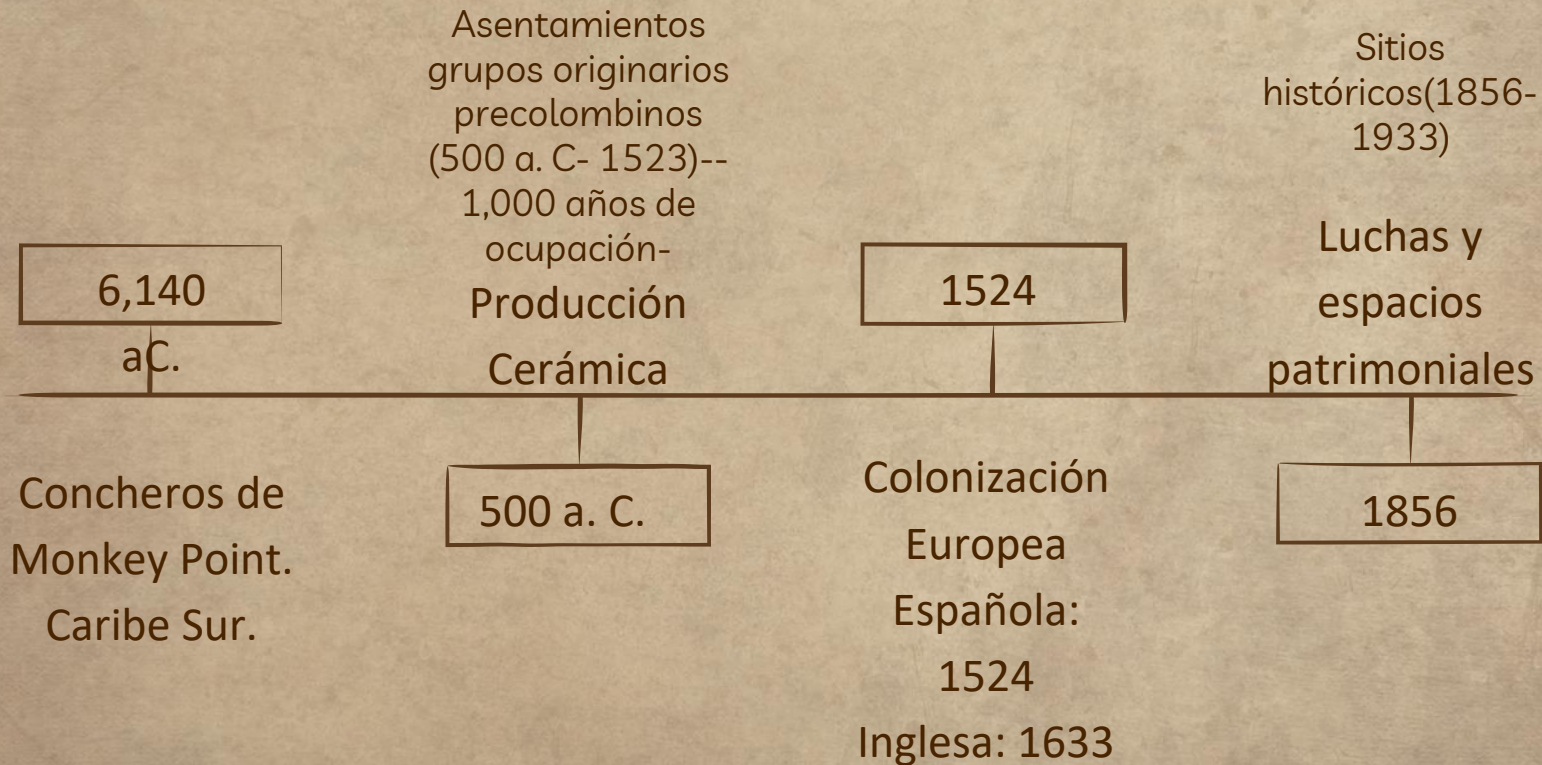 6,140
aC.
Concheros de
Monkey Point.
Caribe Sur.
Asentamientos
grupos originarios
precolombinos
(500 a. C- 1523)--
1,000 años de
ocupación-
Producción
Cerámica
500 a. C.
1524
Colonización
Europea
Española:
1524
Inglesa: 1633
Sitios
históricos(1856-
1933)
Luchas y
espacios
patrimoniales
1856